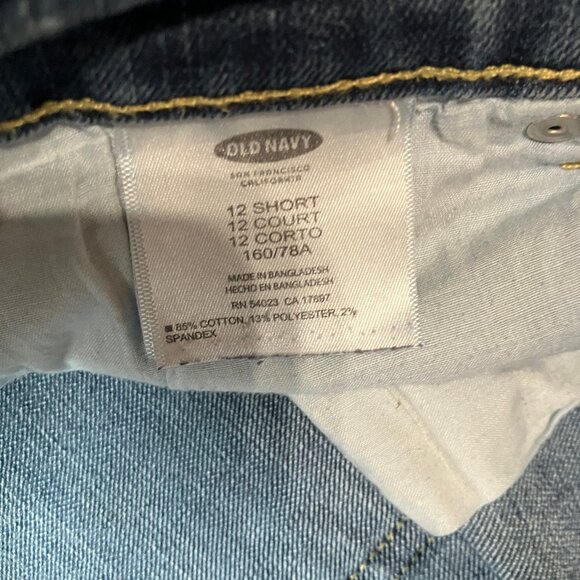 OLD NAVY
SAN FRANCISCO
CALIFORNIA
12 SHORT
12 COURT
12 CORTO
160/78A
MADE IN BANGLADESH
HECHO EN BANGLADESH
RN 54023 CA 17897
85% COTTON, 13% POLYESTER, 2%
SPANDEX